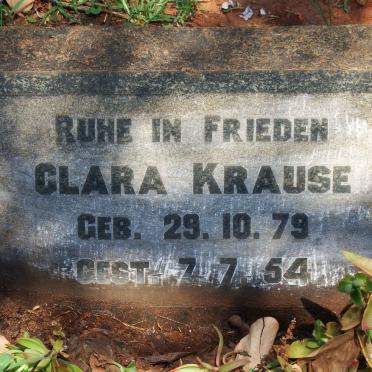 RUHE IN FRIEDEN
CLARA KRAUSE
GEB. 29. 10. 79
GEST. 7. 7. 54